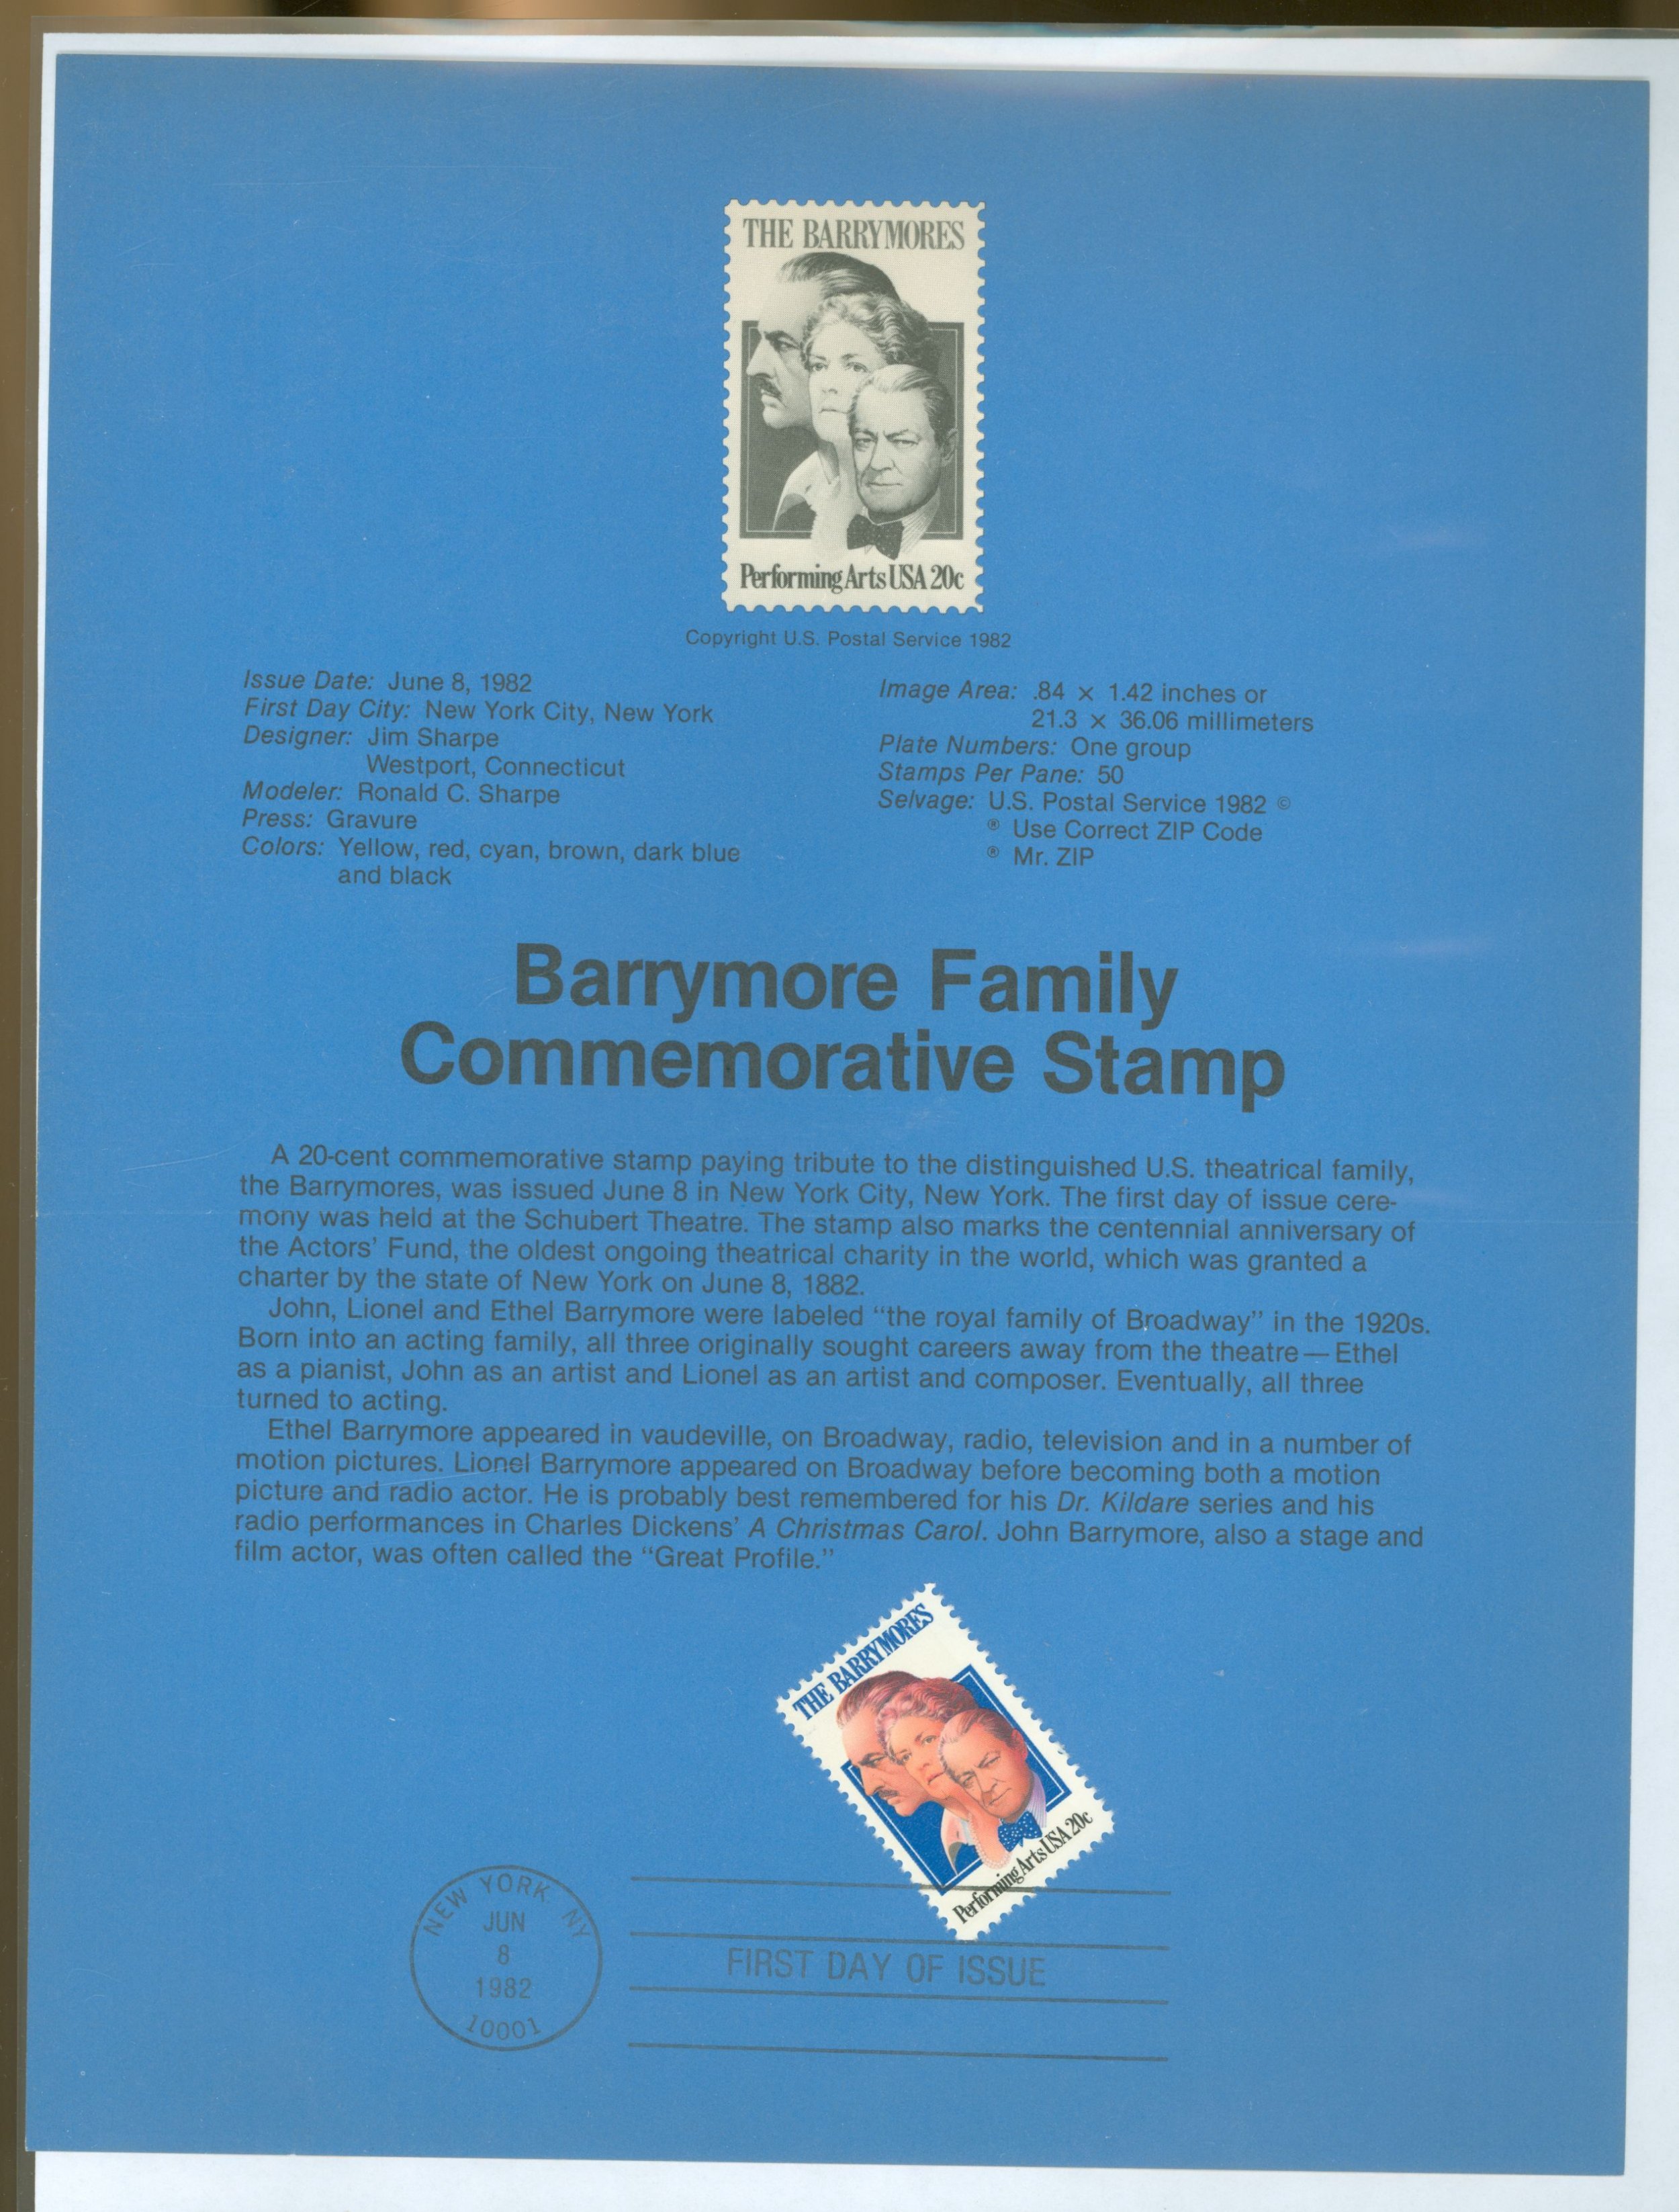 THE BARRYMORES
Performing Arts USA 20c
Copyright U.S. Postal Service 1982
Issue Date: June 8, 1982
First Day City: New York City, New York
Designer: Jim Sharpe
Westport, Connecticut
Modeler: Ronald C. Sharpe
Press: Gravure
Colors: Yellow, red, cyan, brown, dark blue
and black
Image Area: .84 × 1.42 inches or
21.3 × 36.06 millimeters
Plate Numbers: One group
Stamps Per Pane: 50
Selvage: U.S. Postal Service 1982 ©
® Use Correct ZIP Code
® Mr. ZIP
Barrymore Family
Commemorative Stamp
A 20-cent commemorative stamp paying tribute to the distinguished U.S. theatrical family,
the Barrymores, was issued June 8 in New York City, New York. The first day of issue cere-
mony was held at the Schubert Theatre. The stamp also marks the centennial anniversary of
the Actors' Fund, the oldest ongoing theatrical charity in the world, which was granted a
charter by the state of New York on June 8, 1882.
John, Lionel and Ethel Barrymore were labeled “the royal family of Broadway” in the 1920s.
Born into an acting family, all three originally sought careers away from the theatre—Ethel
as a pianist, John as an artist and Lionel as an artist and composer. Eventually, all three
turned to acting.
Ethel Barrymore appeared in vaudeville, on Broadway, radio, television and in a number of
motion pictures. Lionel Barrymore appeared on Broadway before becoming both a motion
picture and radio actor. He is probably best remembered for his Dr. Kildare series and his
radio performances in Charles Dickens' A Christmas Carol. John Barrymore, also a stage and
film actor, was often called the “Great Profile.”
THE BARRYMORES
Performing Arts USA 20c
NEW YORK NY
JUN
8
1982
10001
FIRST DAY OF ISSUE